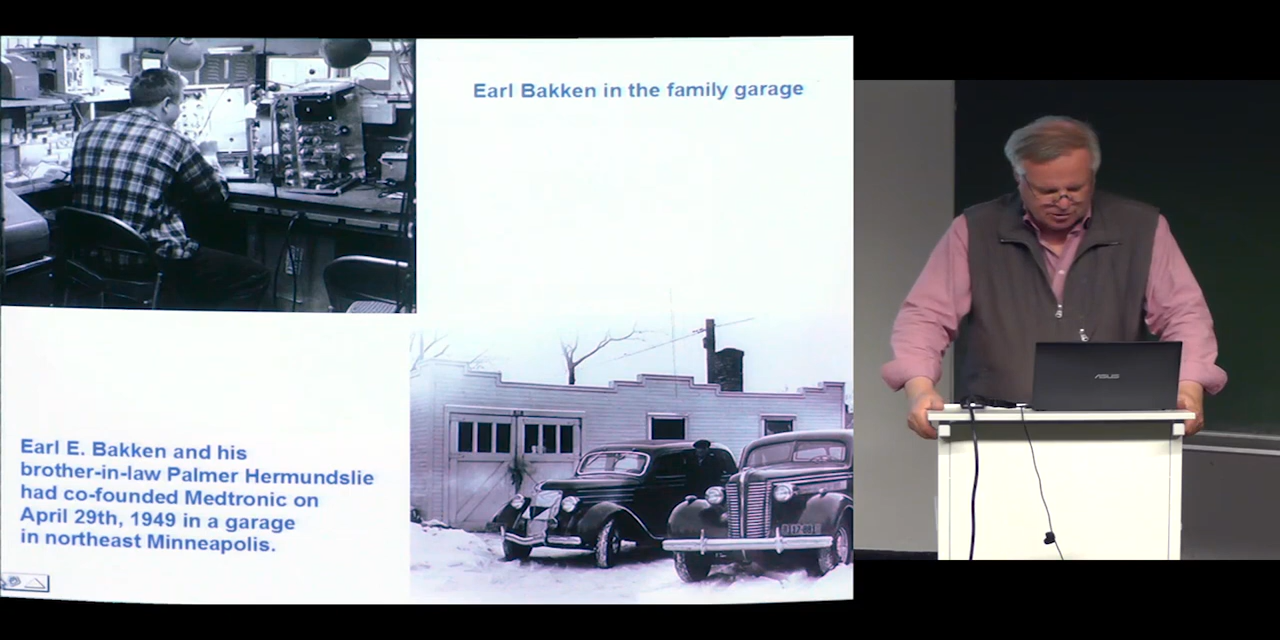 Earl Bakken in the family garage
Earl E. Bakken and his
brother-in-law Palmer Hermundslie
had co-founded Medtronic on
April 29th, 1949 in a garage
in northeast Minneapolis.
ASUS